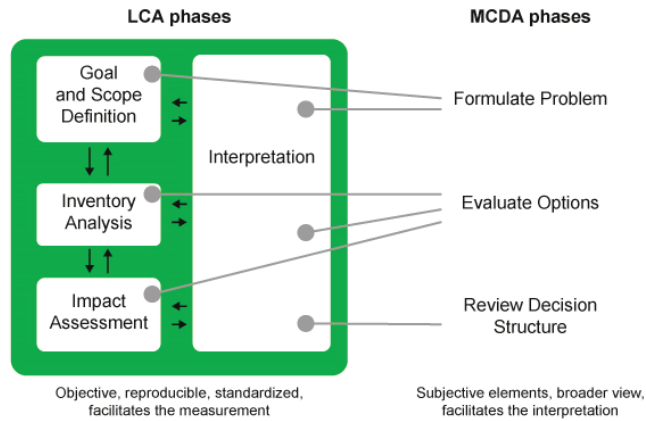 LCA phases
MCDA phases
Goal
and Scope
Definition
Formulate Problem
Interpretation
Inventory
Analysis
Evaluate Options
Impact
Assessment
Review Decision
Structure
Objective, reproducible, standardized,
facilitates the measurement
Subjective elements, broader view,
facilitates the interpretation